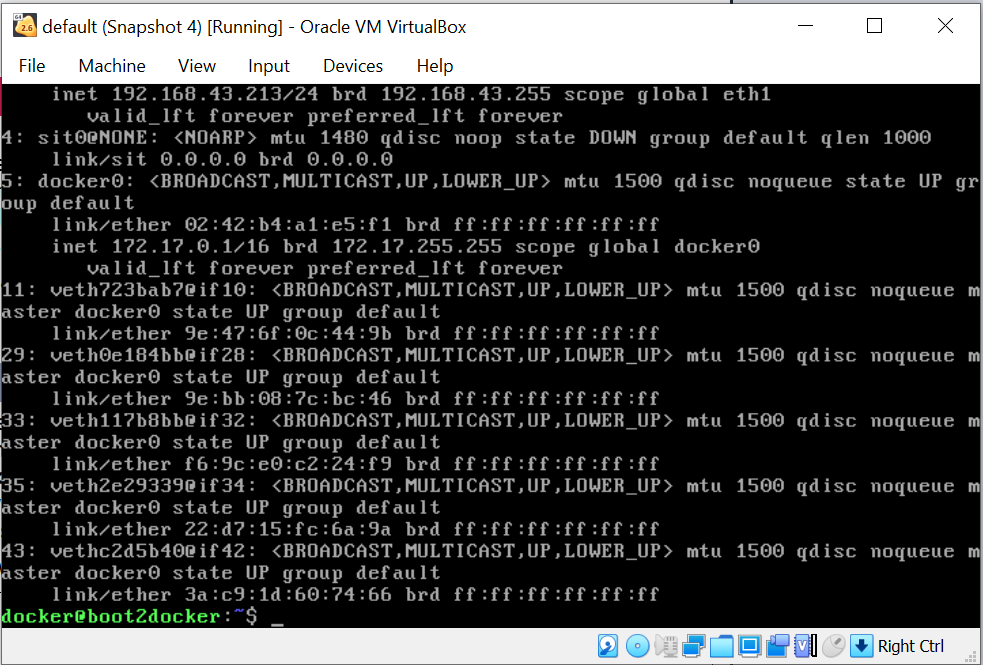 default (Snapshot 4) [Running] - Oracle VM VirtualBox
File Machine View Input Devices Help
inet 192.168.43.213/24 brd 192.168.43.255 scope global eth1
valid_lft forever preferred_lft forever
4: sit0@NONE: <NOARP> mtu 1480 qdisc noop state DOWN group default qlen 1000
link/sit 0.0.0.0 brd 0.0.0.0
5: docker0: <BROADCAST,MULTICAST,UP,LOWER_UP> mtu 1500 qdisc noqueue state UP gr
oup default
link/ether 02:42:b4:a1:e5:f1 brd ff:ff:ff:ff:ff:ff
inet 172.17.0.1/16 brd 172.17.255.255 scope global docker0
valid_lft forever preferred_lft forever
11: veth723bab7@if10: <BROADCAST,MULTICAST,UP,LOWER_UP> mtu 1500 qdisc noqueue m
aster docker0 state UP group default
link/ether 9e:47:6f:0c:44:9b brd ff:ff:ff:ff:ff:ff
29: veth0e184bb@if28: <BROADCAST,MULTICAST,UP,LOWER_UP> mtu 1500 qdisc noqueue m
aster docker0 state UP group default
link/ether 9e:bb:08:7c:bc:46 brd ff:ff:ff:ff:ff:ff
33: veth117b8bb@if32: <BROADCAST,MULTICAST,UP,LOWER_UP> mtu 1500 qdisc noqueue m
aster docker0 state UP group default
link/ether f6:9c:e0:c2:24:f9 brd ff:ff:ff:ff:ff:ff
35: veth2e29339@if34: <BROADCAST,MULTICAST,UP,LOWER_UP> mtu 1500 qdisc noqueue m
aster docker0 state UP group default
link/ether 22:d7:15:fc:6a:9a brd ff:ff:ff:ff:ff:ff
43: vethc2d5b40@if42: <BROADCAST,MULTICAST,UP,LOWER_UP> mtu 1500 qdisc noqueue m
aster docker0 state UP group default
link/ether 3a:c9:1d:60:74:66 brd ff:ff:ff:ff:ff:ff
docker@boot2docker:~$ _
Right Ctrl